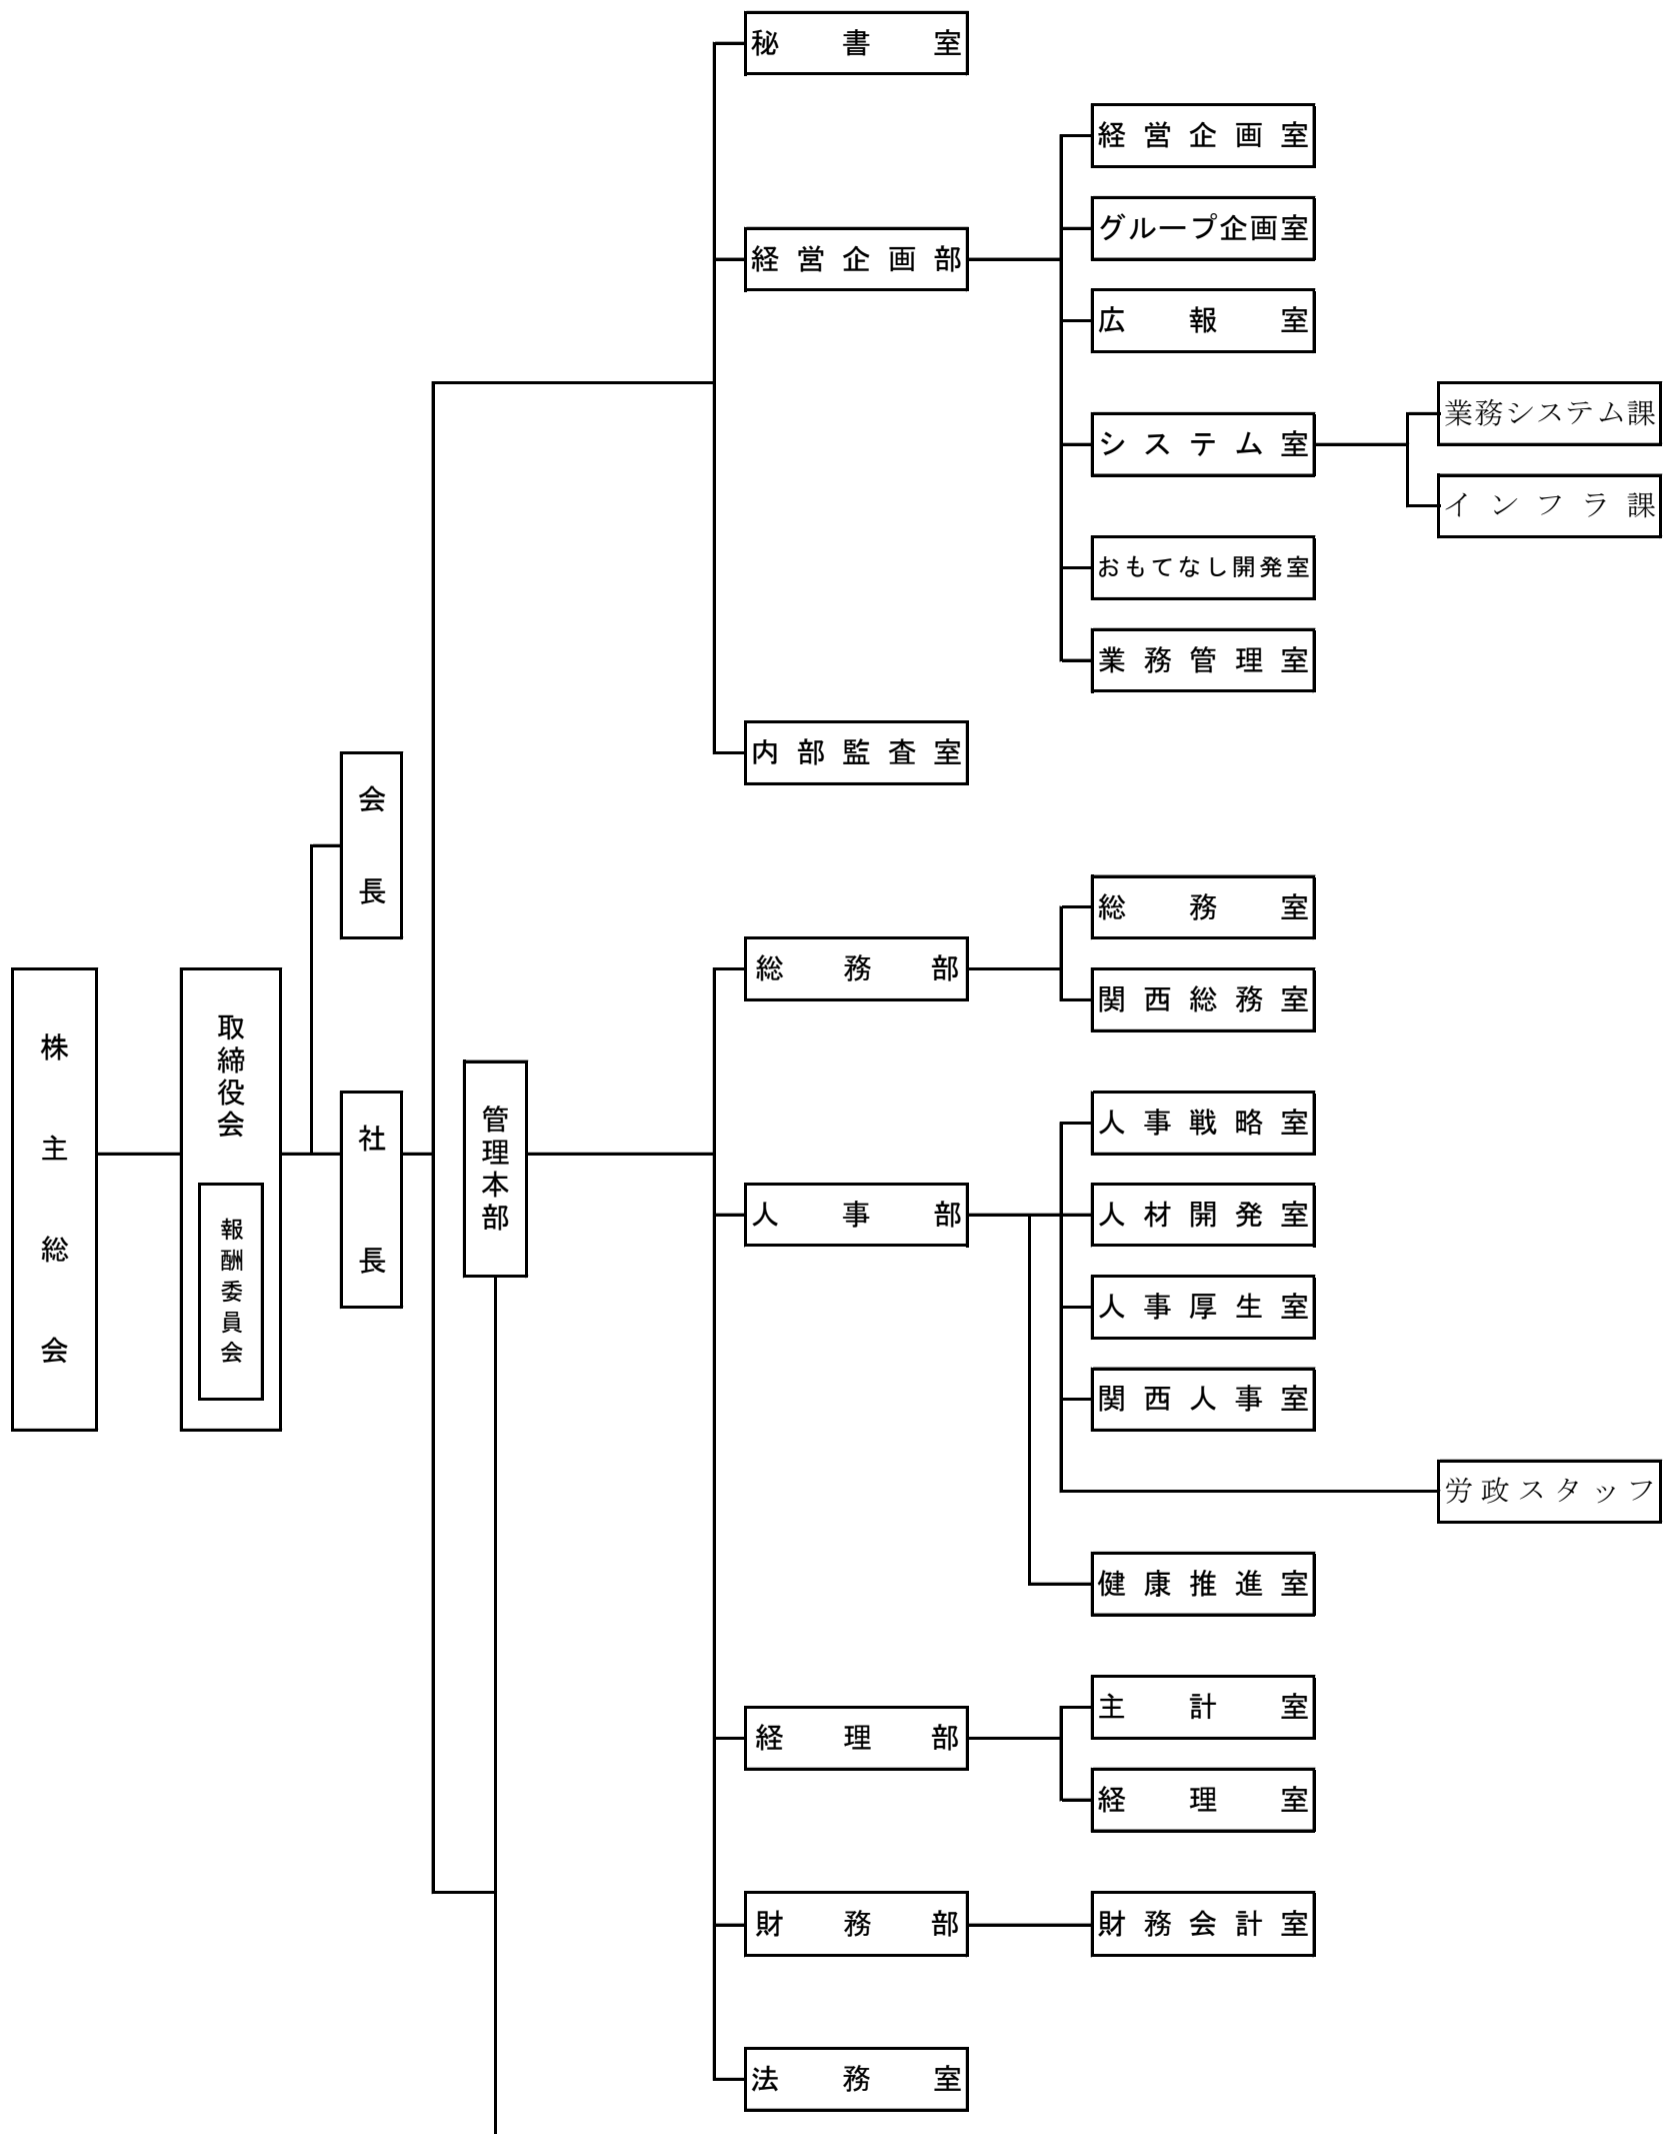 株主総会
取締役会
報酬委員会
会長
社長
管理本部
秘書室
経営企画部
経営企画室
グループ企画室
広報室
システム室
業務システム課
インフラ課
おもてなし開発室
業務管理室
内部監査室
総務部
総務室
関西総務室
人事部
人事戦略室
人材開発室
人事厚生室
関西人事室
労政スタッフ
健康推進室
経理部
主計室
経理室
財務部
財務会計室
法務室